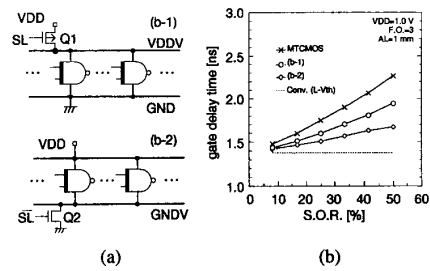 VDD
(b-1)
SL
Q1
VDDV
... ... ...
GND
VDD
(b-2)
... ... ...
SL
Q2
GNDV
(a)
gate delay time [ns]
3.0
2.5
2.0
1.5
1.0
VDD=1.0 V
F.O.=3
AL=1 mm
MTCMOS
(b-1)
(b-2)
Conv. (L-Vth)
0 10 20 30 40 50 60
S.O.R. [%]
(b)